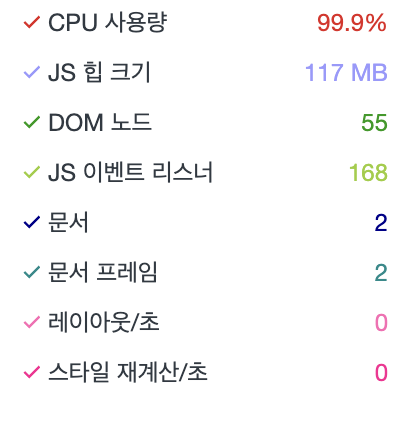 CPU 사용량 99.9%
JS 힙 크기 117 MB
DOM 노드 55
JS 이벤트 리스너 168
문서 2
문서 프레임 2
레이아웃/초 0
스타일 재계산/초 0